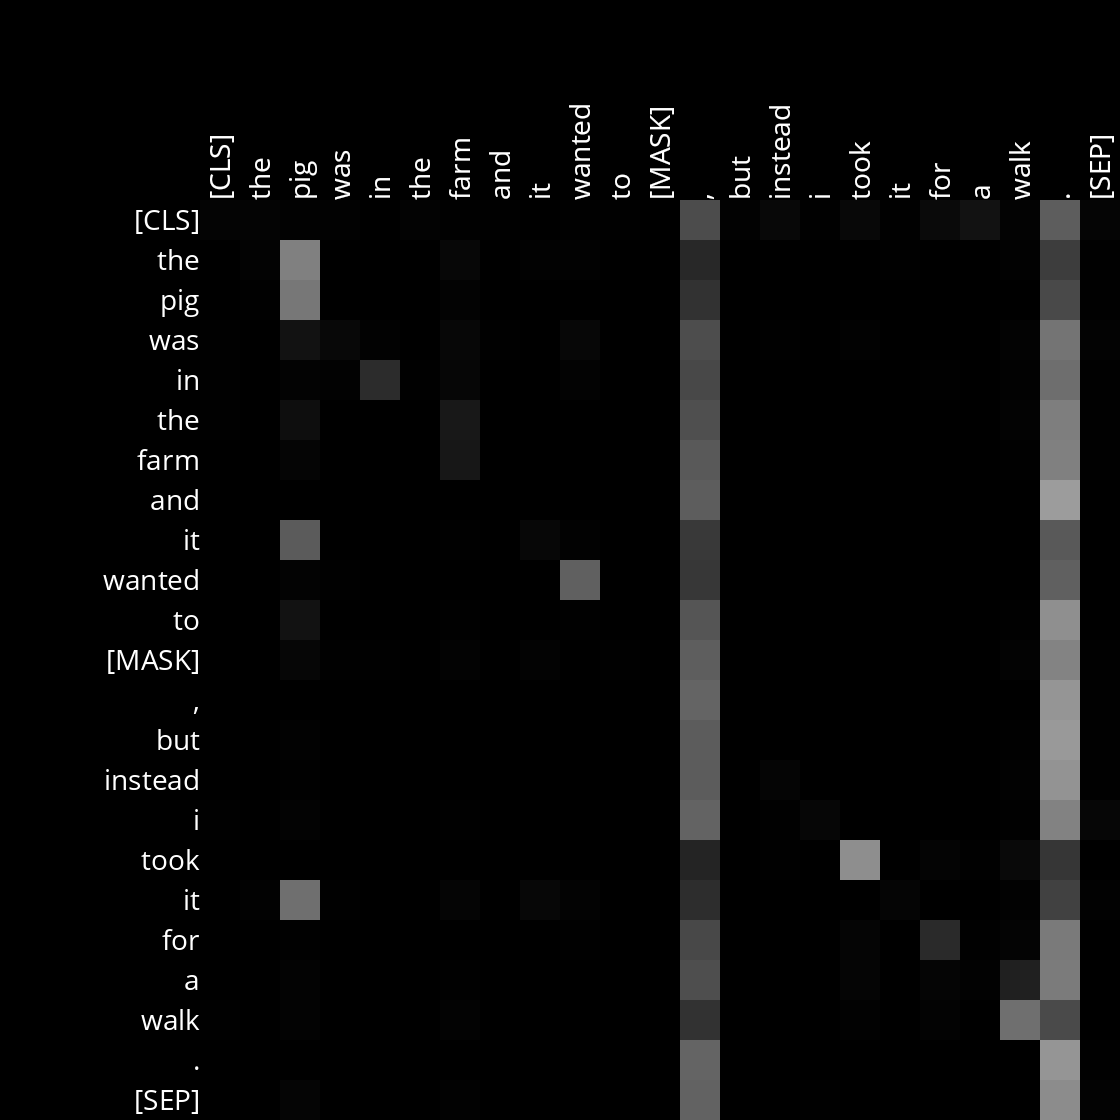 [CLS] the pig was in the farm and it wanted to [MASK] , but instead i took it for a walk . [SEP]
[CLS]
the
pig
was
in
the
farm
and
it
wanted
to
[MASK]
,
but
instead
i
took
it
for
a
walk
.
[SEP]